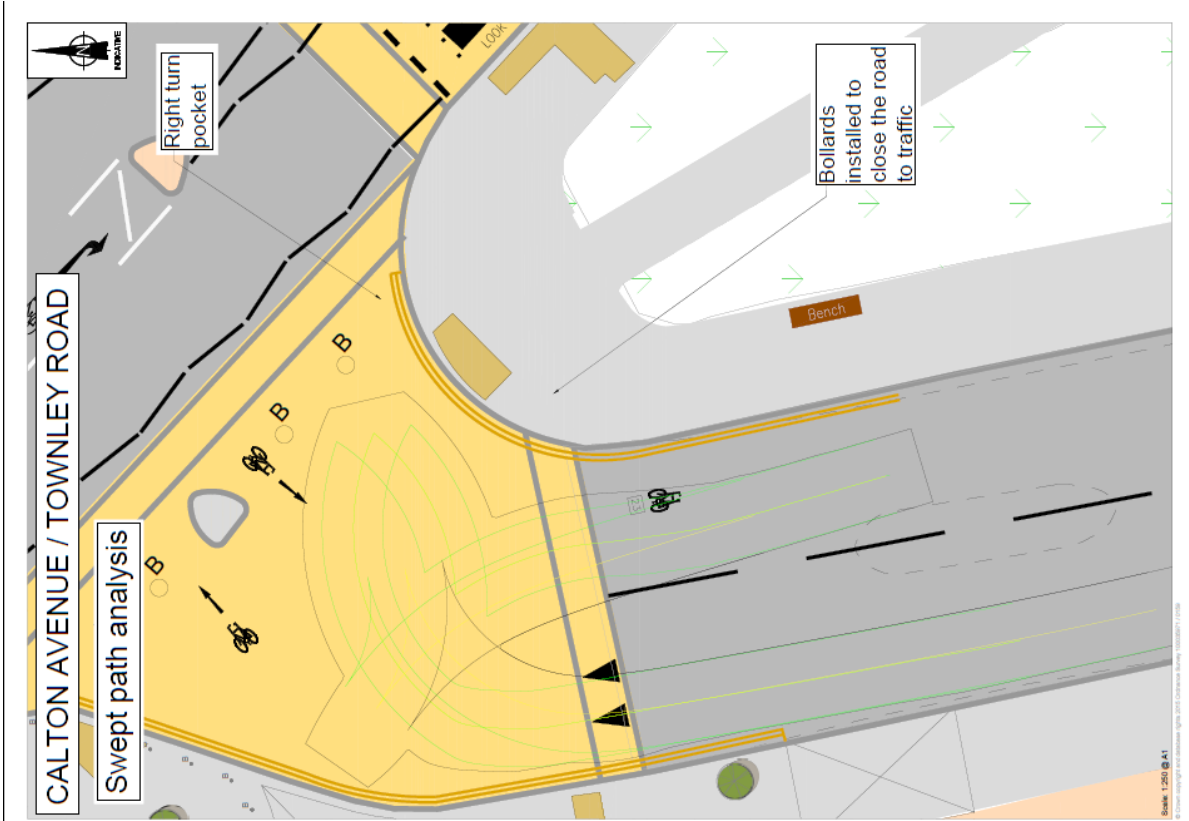 CALTON AVENUE / TOWNLEY ROAD
Swept path analysis
INDICATIVE
N
Right turn
pocket
LOOK
Bollards
installed to
close the road
to traffic
Bench
B
B
B
B
B
B
B
23
Scale: 1:250 @ A1